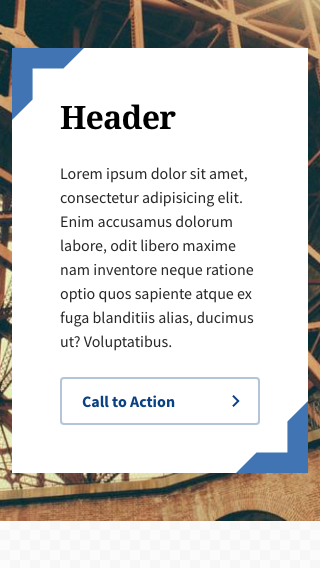 Header
Lorem ipsum dolor sit amet,
consectetur adipisicing elit.
Enim accusamus dolorum
labore, odit libero maxime
nam inventore neque ratione
optio quos sapiente atque ex
fuga blanditiis alias, ducimus
ut? Voluptatibus.
Call to Action